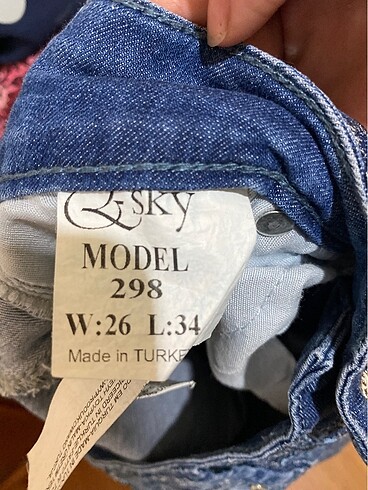 Q-sky
MODEL
298
W:26 L:34
Made in TURKE